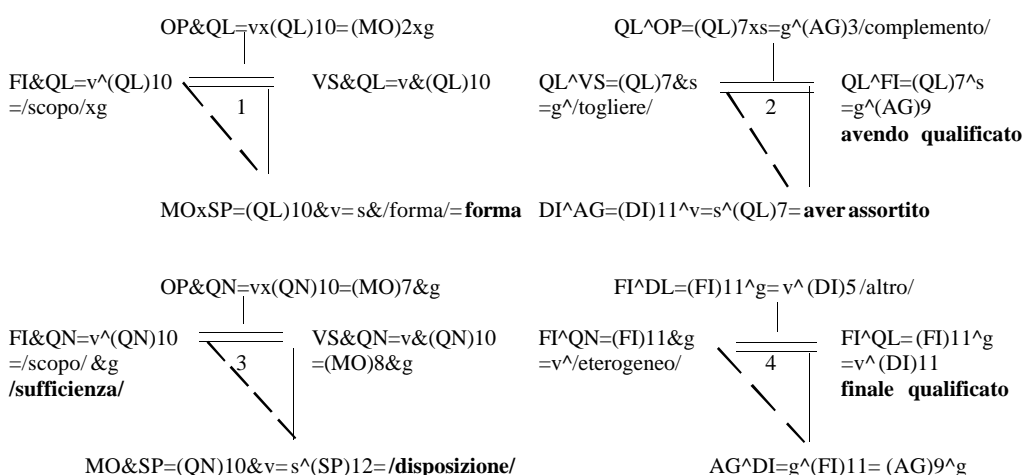 OP&QL=vx(QL)10=(MO)2xg
QL^OP=(QL)7xs=g^(AG)3/complemento/
FI&QL=v^(QL)10
=/scopo/xg
1
VS&QL=v&(QL)10
QL^VS=(QL)7&s
=g^/togliere/
2
QL^FI=(QL)7^s
=g^(AG)9
avendo qualificato
MOxSP=(QL)10&v=s&/forma/=forma
DI^AG=(DI)11^v=s^(QL)7=aver assortito
OP&QN=vx(QN)10=(MO)7&g
FI^DL=(FI)11^g=v^(DI)5/altro/
FI&QN=v^(QN)10
=/scopo/&g
/sufficienza/
3
VS&QN=v&(QN)10
=(MO)8&g
FI^QN=(FI)11&g
=v^/eterogeneo/
4
FI^QL=(FI)11^g
=v^(DI)11
finale qualificato
MO&SP=(QN)10&v=s^(SP)12=/disposizione/
AG^DI=g^(FI)11=(AG)9^g